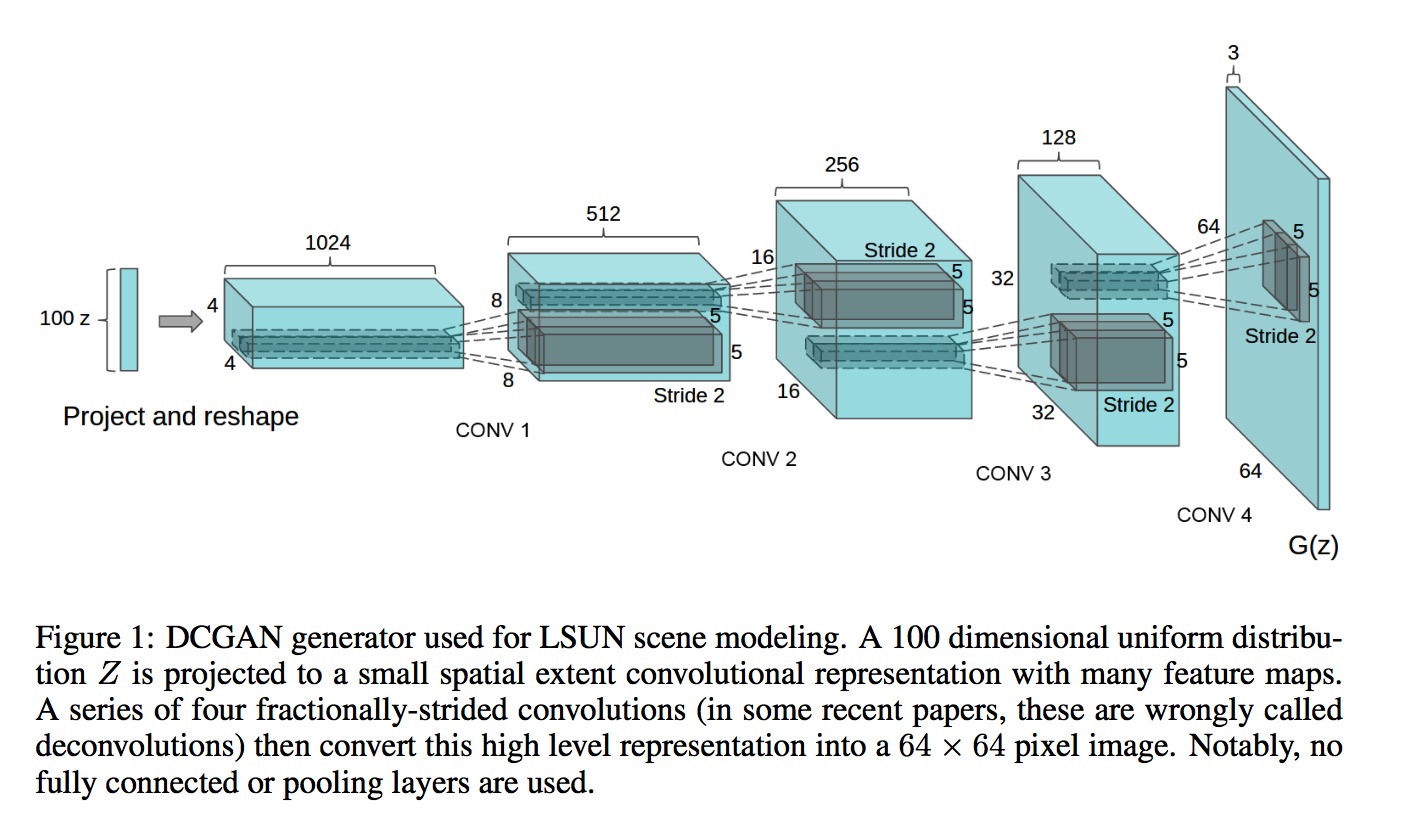 100 z
Project and reshape
1024
4
4
512
8
8
5
5
Stride 2
CONV 1
256
16
16
Stride 2
5
5
CONV 2
128
32
32
5
5
Stride 2
CONV 3
3
64
64
5
5
Stride 2
CONV 4
G(z)
Figure 1: DCGAN generator used for LSUN scene modeling. A 100 dimensional uniform distribu-
tion Z is projected to a small spatial extent convolutional representation with many feature maps.
A series of four fractionally-strided convolutions (in some recent papers, these are wrongly called
deconvolutions) then convert this high level representation into a 64 × 64 pixel image. Notably, no
fully connected or pooling layers are used.